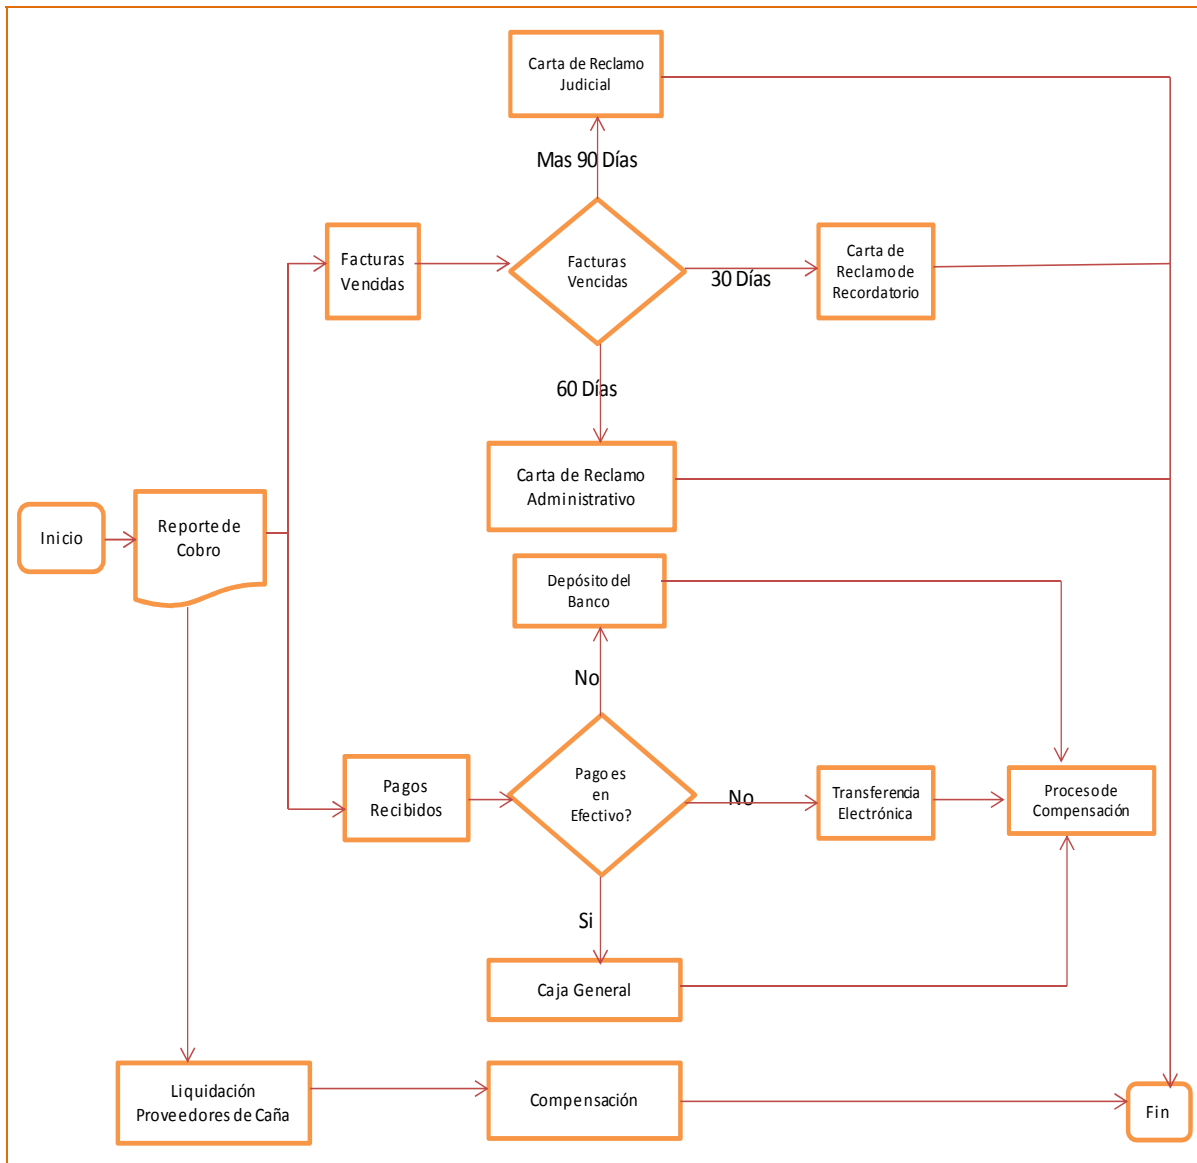 Carta de Reclamo
Judicial
Mas 90 Días
Facturas
Vencidas
Facturas
Vencidas
30 Días
Carta de
Reclamo de
Recordatorio
60 Días
Carta de Reclamo
Administrativo
Inicio
Reporte de
Cobro
Depósito del
Banco
No
Pagos
Recibidos
Pago es
en
Efectivo?
No
Transferencia
Electrónica
Proceso de
Compensación
Si
Caja General
Liquidación
Proveedores de Caña
Compensación
Fin